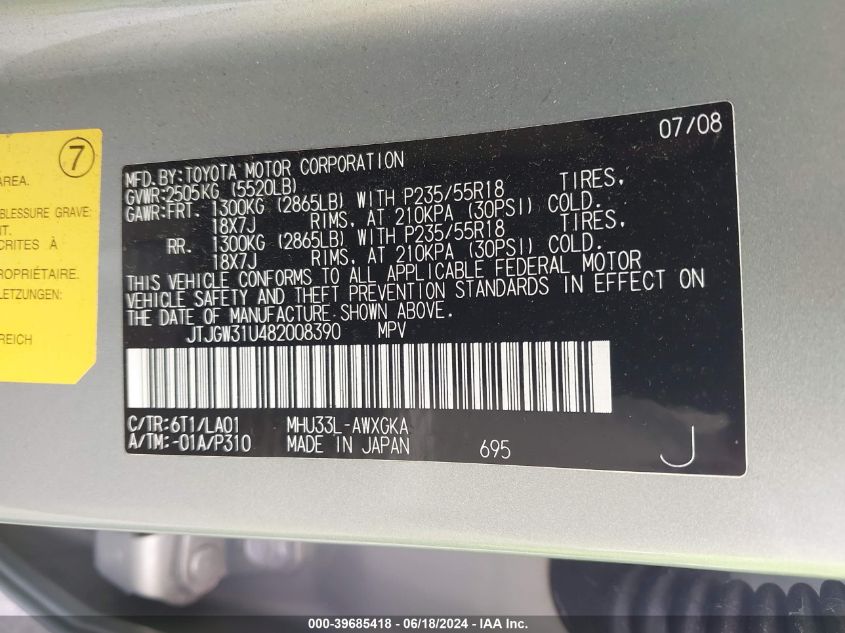 7
AREA.
BLESSURE GRAVE:
NT.
CRITES À
PROPRIÉTAIRE.
LETZUNGEN:
REICH
07/08
MFD.BY:TOYOTA MOTOR CORPORATION
GVWR:2505KG (5520LB)
GAWR:FRT. 1300KG (2865LB) WITH P235/55R18 TIRES,
18X7J RIMS, AT 210KPA (30PSI) COLD.
RR. 1300KG (2865LB) WITH P235/55R18 TIRES,
18X7J RIMS, AT 210KPA (30PSI) COLD.
THIS VEHICLE CONFORMS TO ALL APPLICABLE FEDERAL MOTOR
VEHICLE SAFETY AND THEFT PREVENTION STANDARDS IN EFFECT ON
THE DATE OF MANUFACTURE SHOWN ABOVE.
JTJGW31U482008390 MPV
C/TR:6T1/LA01 MHU33L-AWXGKA
A/TM:-01A/P310 MADE IN JAPAN 695 J
000-39685418 - 06/18/2024 - IAA Inc.